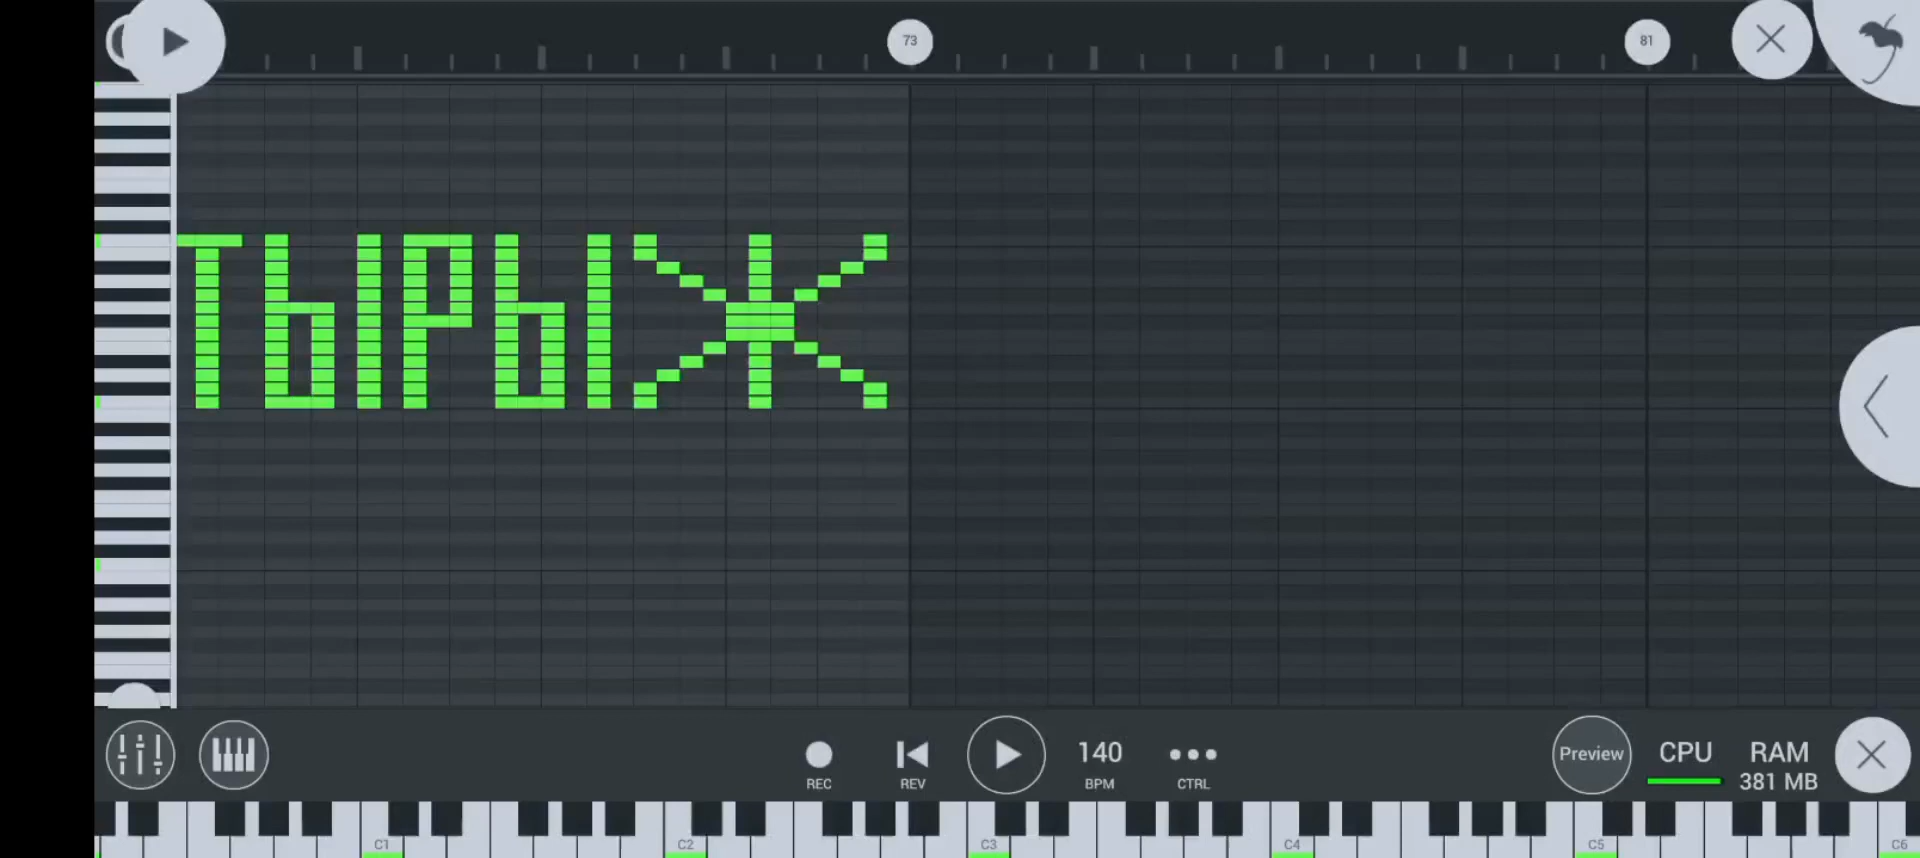 73 81
ТЫРЫЖ
140 Preview CPU RAM
REC REV BPM CTRL 381 MB
C1 C2 C3 C4 C5 C6